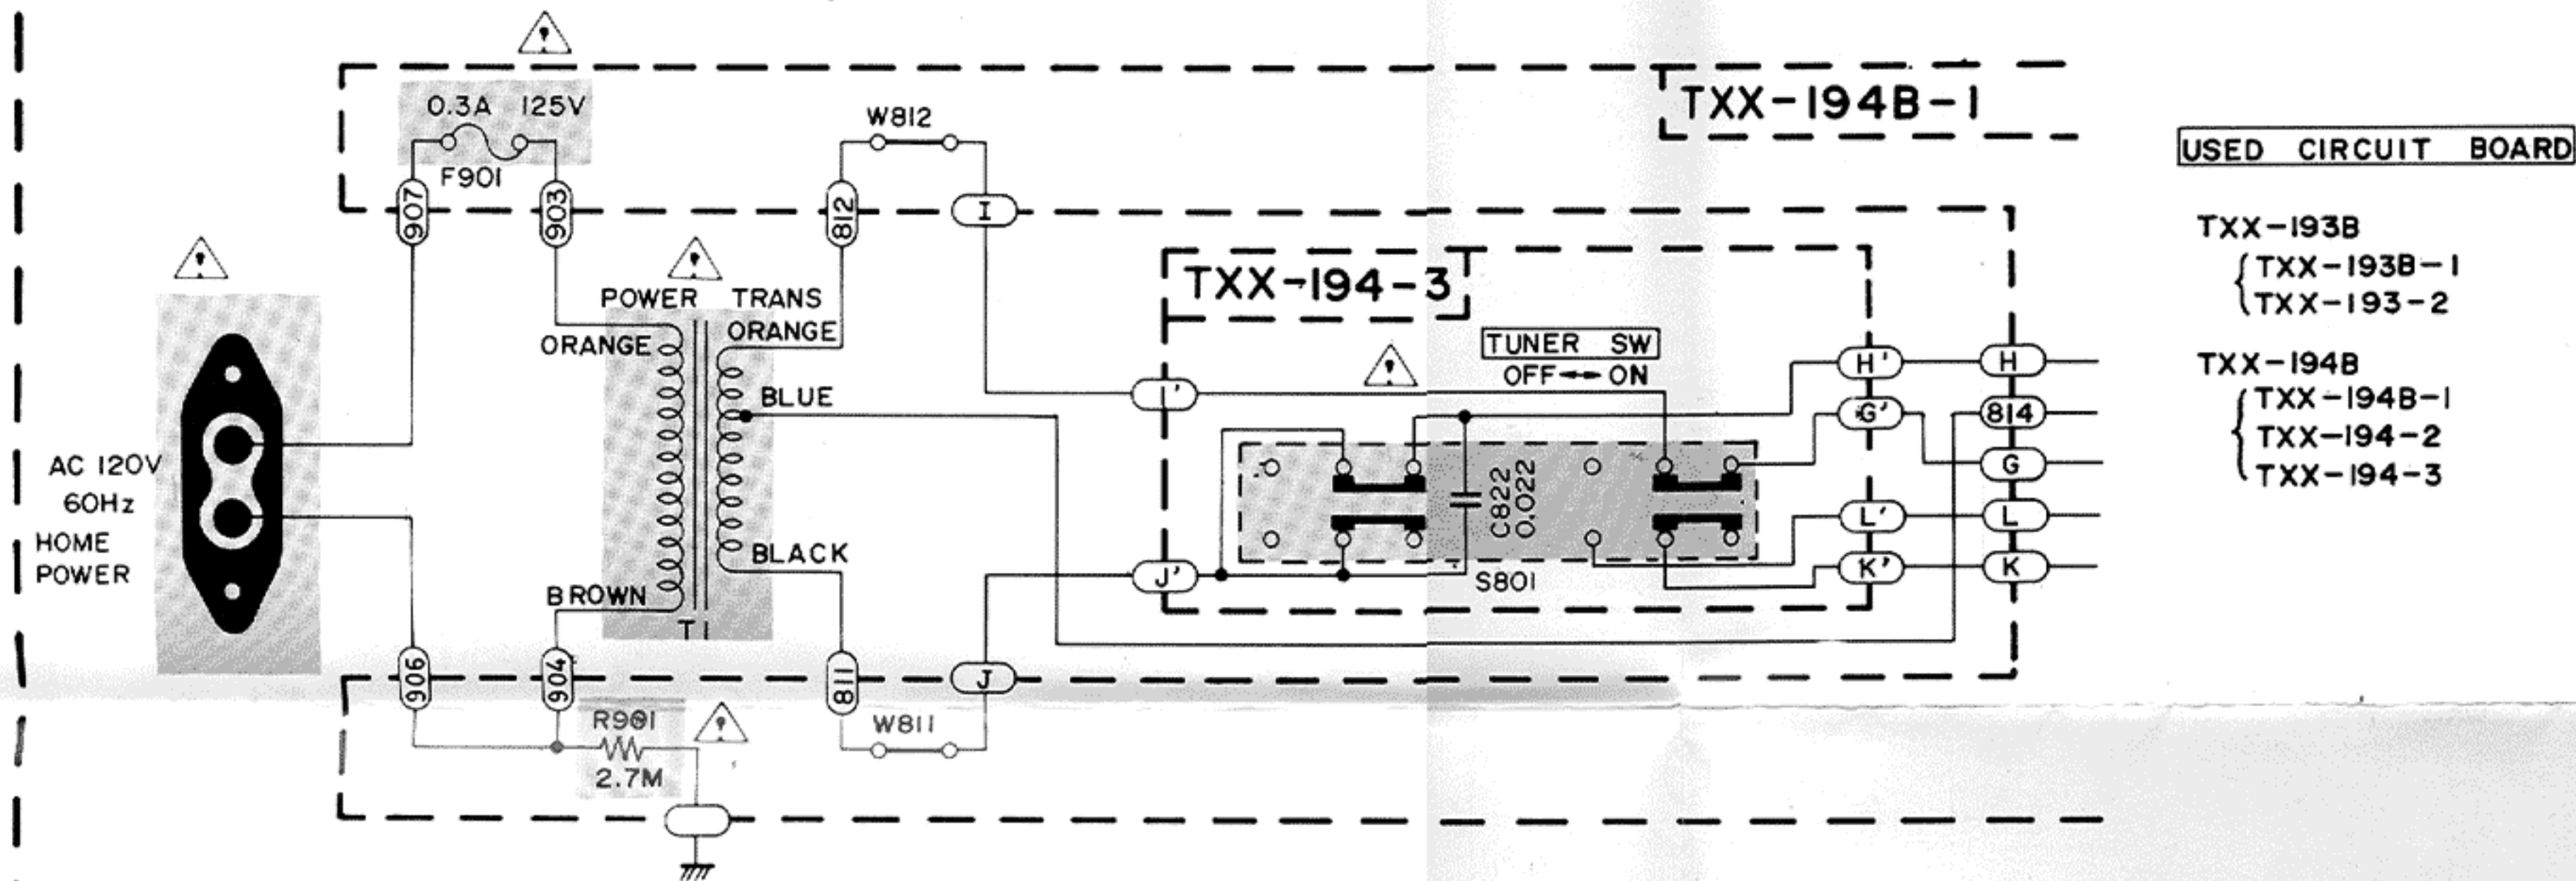 TXX-194B-1
0.3A 125V
F901
907
903
W812
812
I
USED CIRCUIT BOARD
TXX-193B
TXX-193B-1
TXX-193-2
TXX-194B
TXX-194B-1
TXX-194-2
TXX-194-3
POWER TRANS
ORANGE
ORANGE
BLUE
BLACK
BROWN
T1
AC 120V
60Hz
HOME
POWER
TXX-194-3
TUNER SW
OFF↔ON
I'
J'
C822
0.022
S801
H'
G'
L'
K'
H
814
G
L
K
906
904
811
J
R901
2.7M
W811